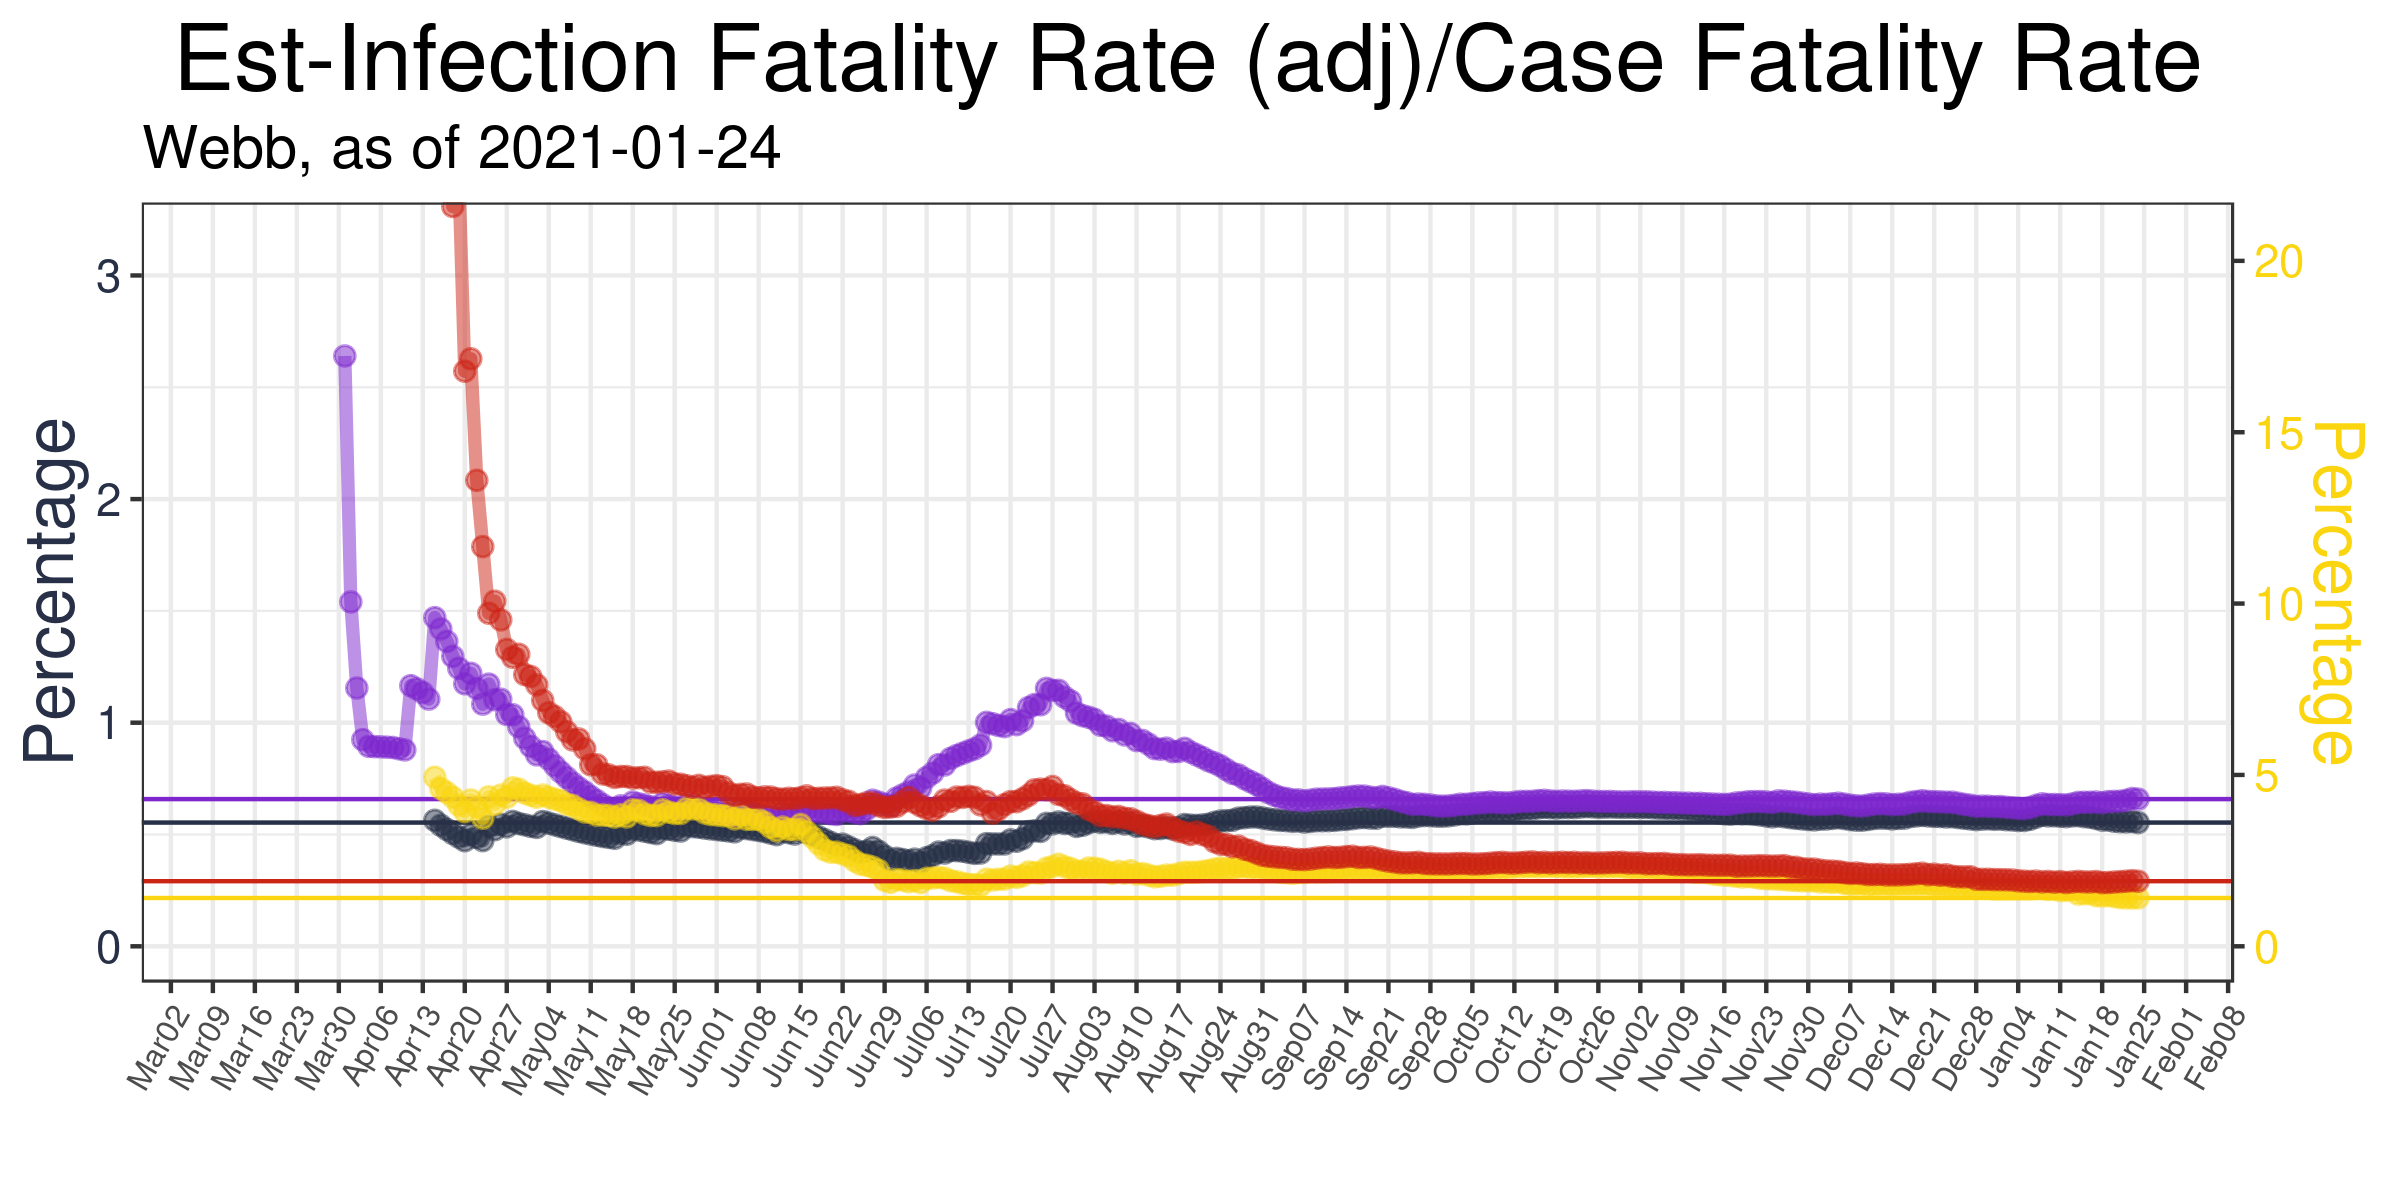 Est-Infection Fatality Rate (adj)/Case Fatality Rate
Webb, as of 2021-01-24
Percentage
3
2
1
0
20
15
10
5
0
Percentage
Mar02
Mar09
Mar16
Mar23
Mar30
Apr06
Apr13
Apr20
Apr27
May04
May11
May18
May25
Jun01
Jun08
Jun15
Jun22
Jun29
Jul06
Jul13
Jul20
Jul27
Aug03
Aug10
Aug17
Aug24
Aug31
Sep07
Sep14
Sep21
Sep28
Oct05
Oct12
Oct19
Oct26
Nov02
Nov09
Nov16
Nov23
Nov30
Dec07
Dec14
Dec21
Dec28
Jan04
Jan11
Jan18
Jan25
Feb01
Feb08